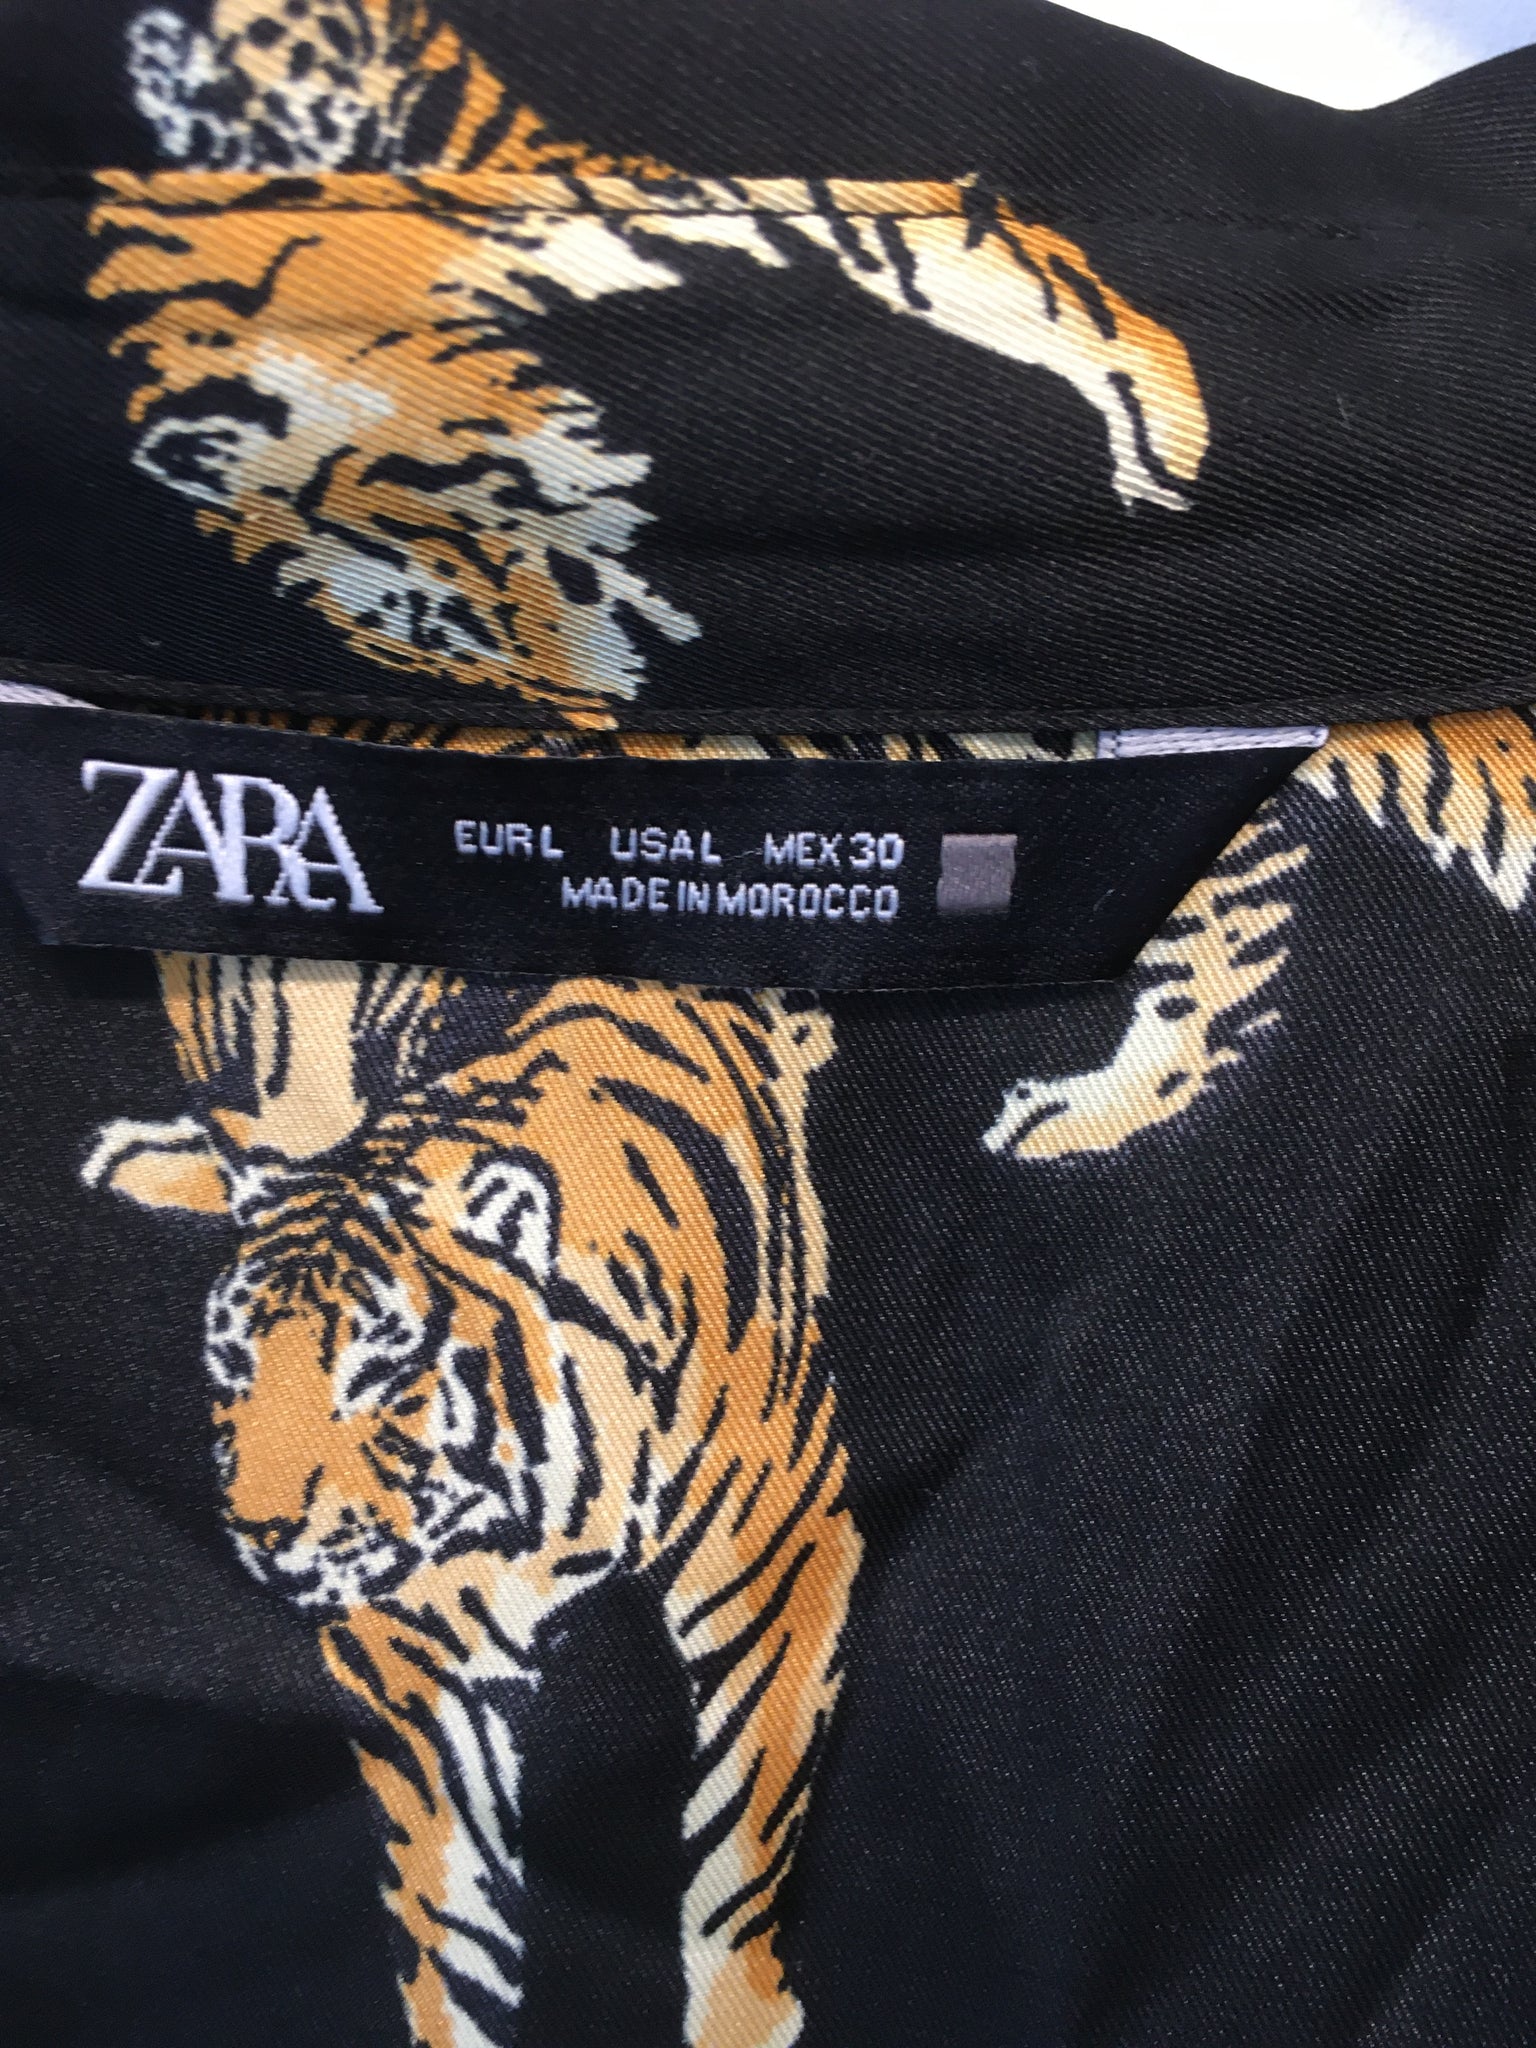 ZARA
EUR L USA L MEX 30
MADE IN MOROCCO